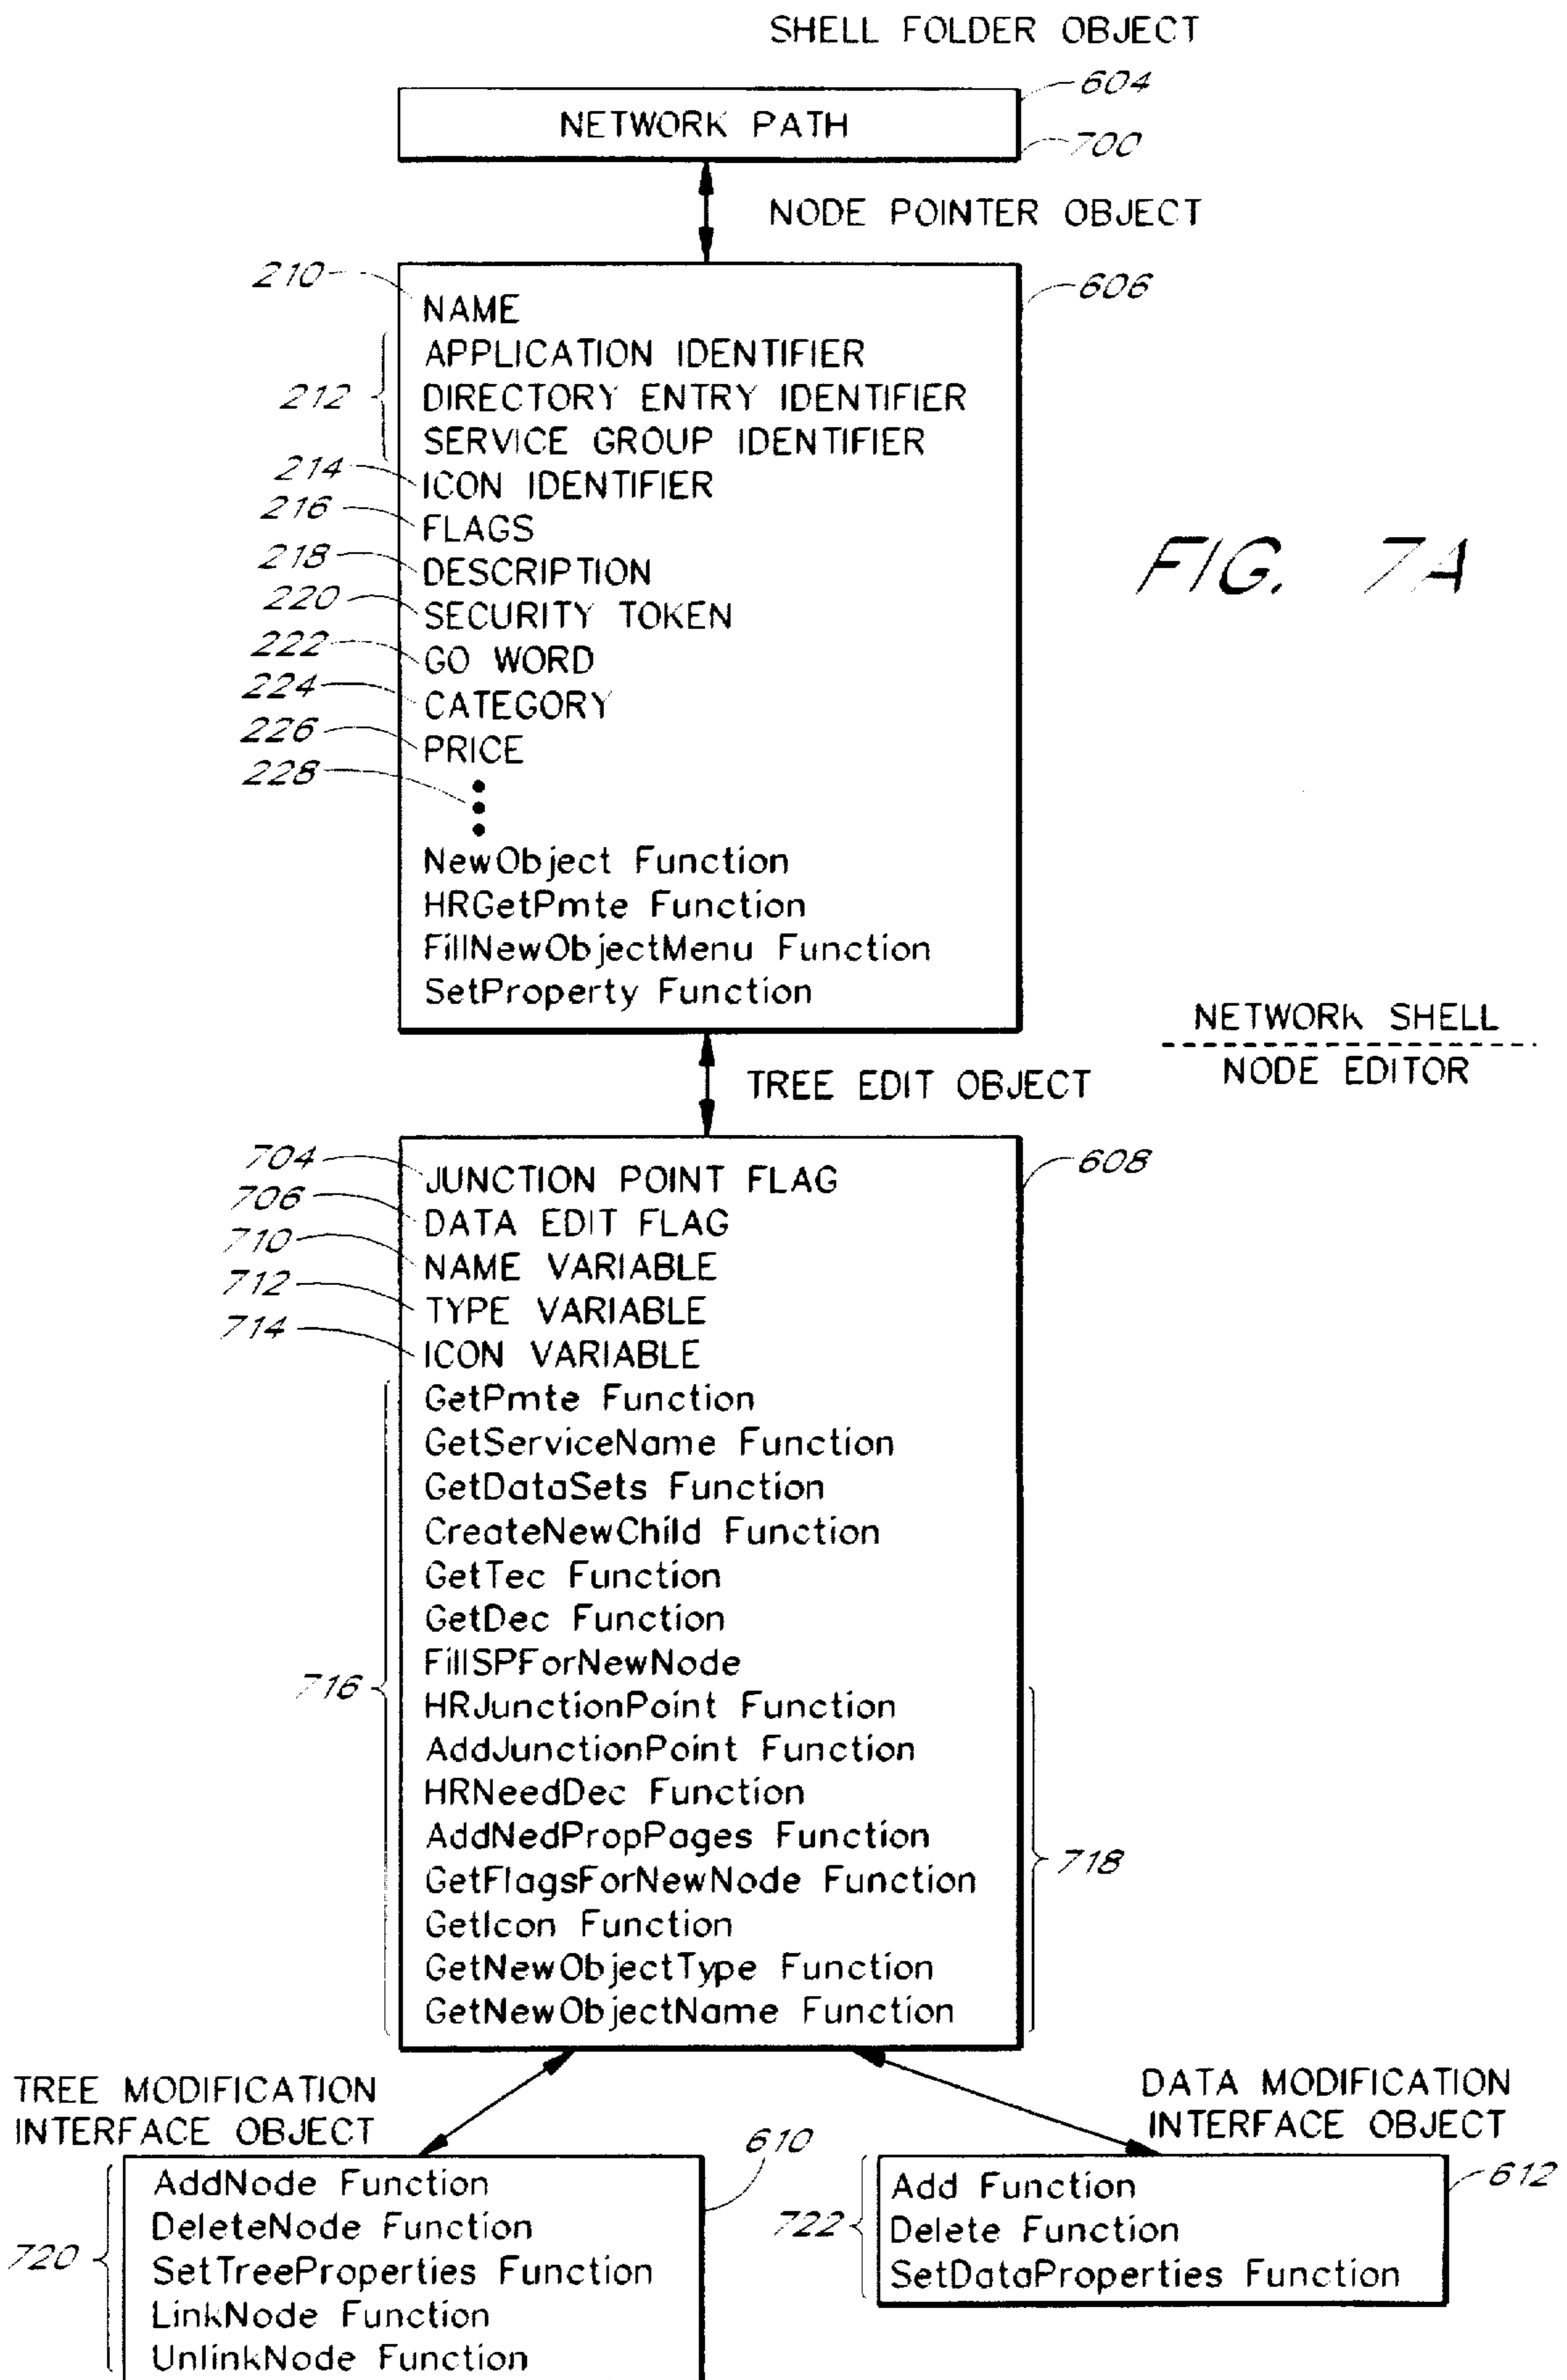 SHELL FOLDER OBJECT
604
NETWORK PATH
700
NODE POINTER OBJECT
210
606
NAME
APPLICATION IDENTIFIER
212
DIRECTORY ENTRY IDENTIFIER
SERVICE GROUP IDENTIFIER
214
ICON IDENTIFIER
216
FLAGS
218
DESCRIPTION
220
SECURITY TOKEN
222
GO WORD
224
CATEGORY
226
PRICE
228
NewObject Function
HRGetPmte Function
FillNewObjectMenu Function
SetProperty Function
FIG. 7A
NETWORK SHELL
NODE EDITOR
TREE EDIT OBJECT
704
608
JUNCTION POINT FLAG
706
DATA EDIT FLAG
710
NAME VARIABLE
712
TYPE VARIABLE
714
ICON VARIABLE
GetPmte Function
GetServiceName Function
GetDataSets Function
CreateNewChild Function
GetTec Function
GetDec Function
FillSPForNewNode
716
HRJunctionPoint Function
AddJunctionPoint Function
HRNeedDec Function
AddNedPropPages Function
718
GetFlagsForNewNode Function
GetIcon Function
GetNewObjectType Function
GetNewObjectName Function
TREE MODIFICATION
INTERFACE OBJECT
610
AddNode Function
DeleteNode Function
720
SetTreeProperties Function
LinkNode Function
UnlinkNode Function
DATA MODIFICATION
INTERFACE OBJECT
612
Add Function
722
Delete Function
SetDataProperties Function